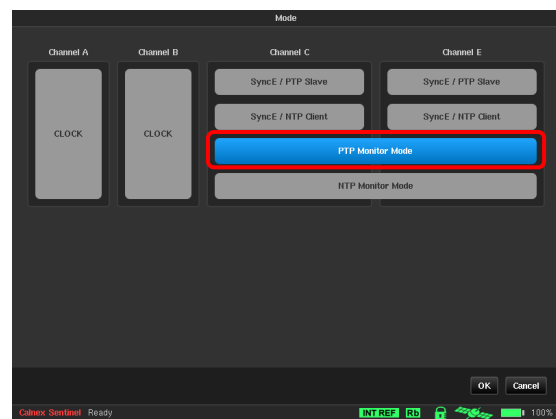 Mode
Channel A Channel B Channel C Channel E
SyncE / PTP Slave SyncE / PTP Slave
SyncE / NTP Client SyncE / NTP Client
CLOCK CLOCK
PTP Monitor Mode
NTP Monitor Mode
OK Cancel
Calnex Sentinel Ready INT REF Rb 100%